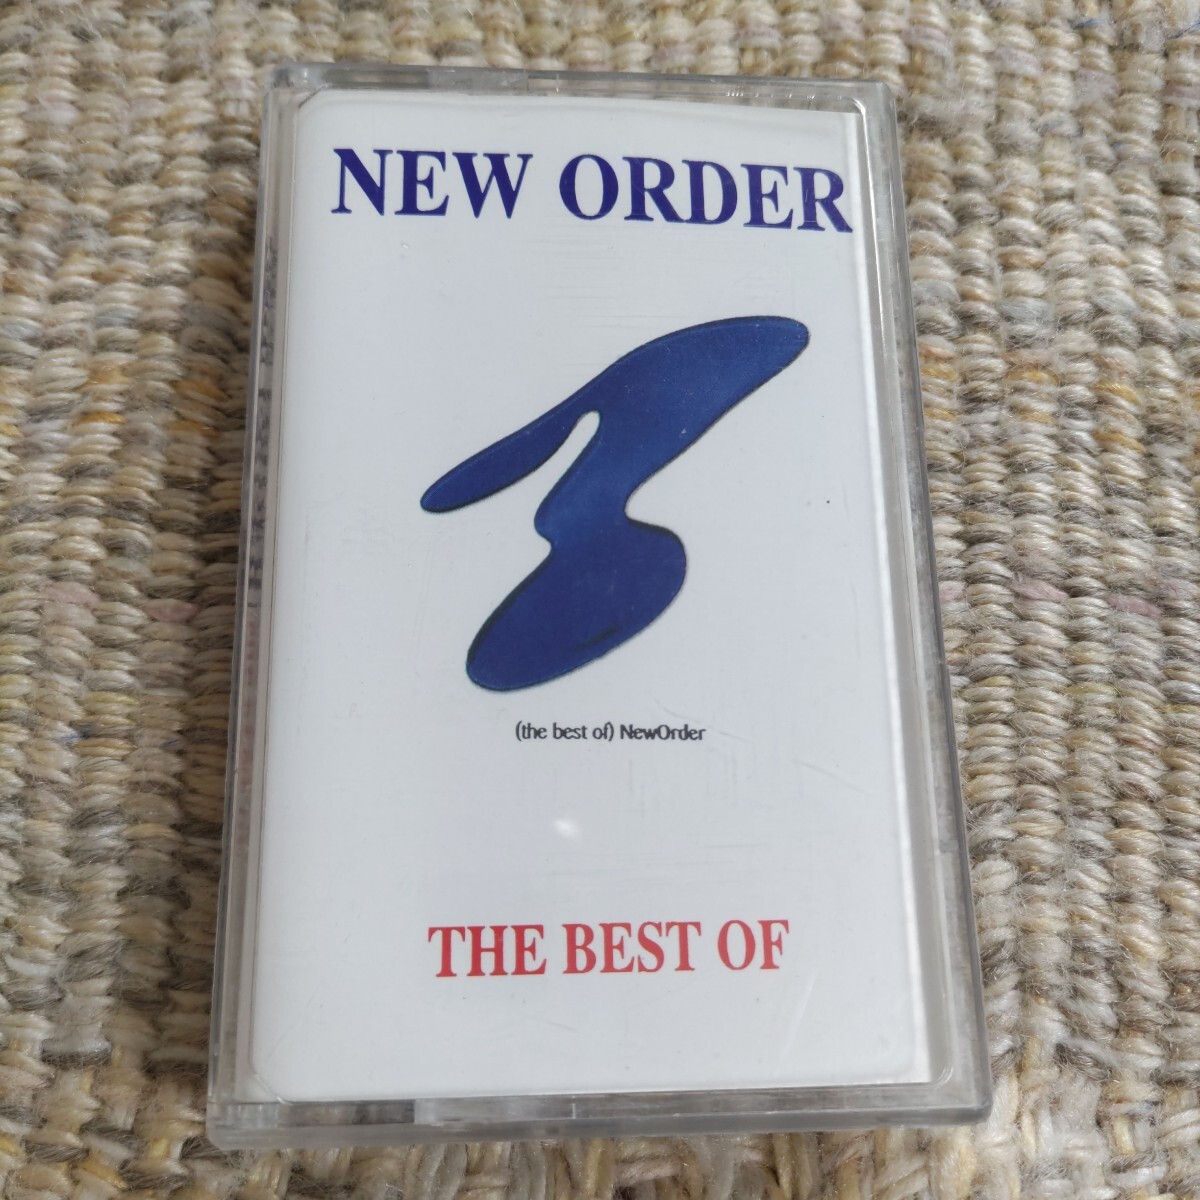 NEW ORDER
(the best of) NewOrder
THE BEST OF